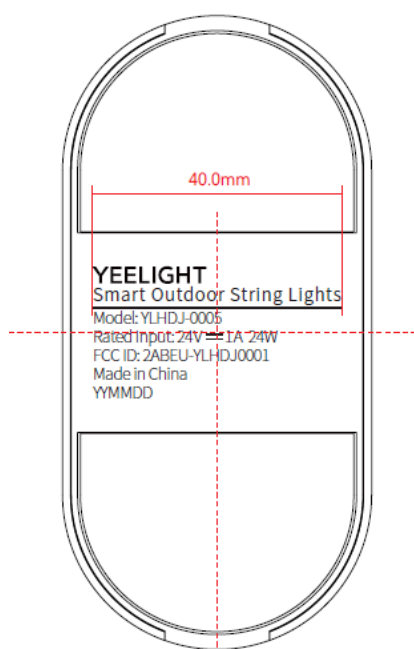 40.0mm
YEELIGHT
Smart Outdoor String Lights
Model: YLHDJ-0005
Rated Input: 24V⎓1A 24W
FCC ID: 2ABEU-YLHDJ0001
Made in China
YYMMDD